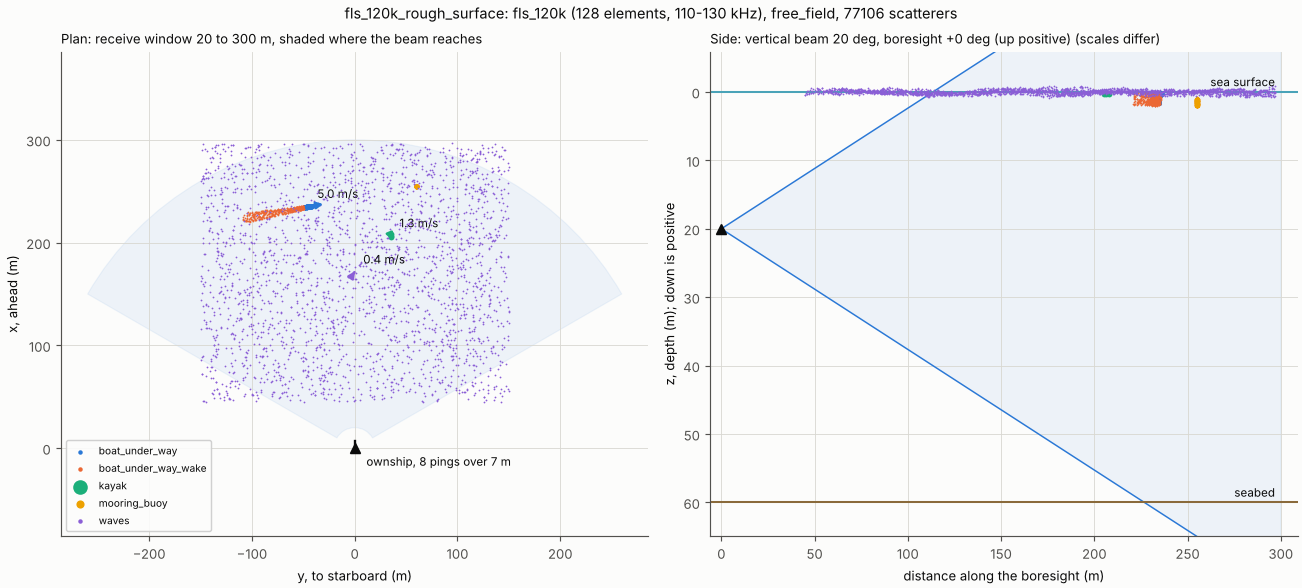 fls_120k_rough_surface: fls_120k (128 elements, 110-130 kHz), free_field, 77106 scatterers
Plan: receive window 20 to 300 m, shaded where the beam reaches
300
200
100
0
−200
−100
0
100
200
x, ahead (m)
y, to starboard (m)
5.0 m/s
1.3 m/s
0.4 m/s
ownship, 8 pings over 7 m
boat_under_way
boat_under_way_wake
kayak
mooring_buoy
waves
Side: vertical beam 20 deg, boresight +0 deg (up positive) (scales differ)
sea surface
seabed
0
10
20
30
40
50
60
0
50
100
150
200
250
300
z, depth (m); down is positive
distance along the boresight (m)